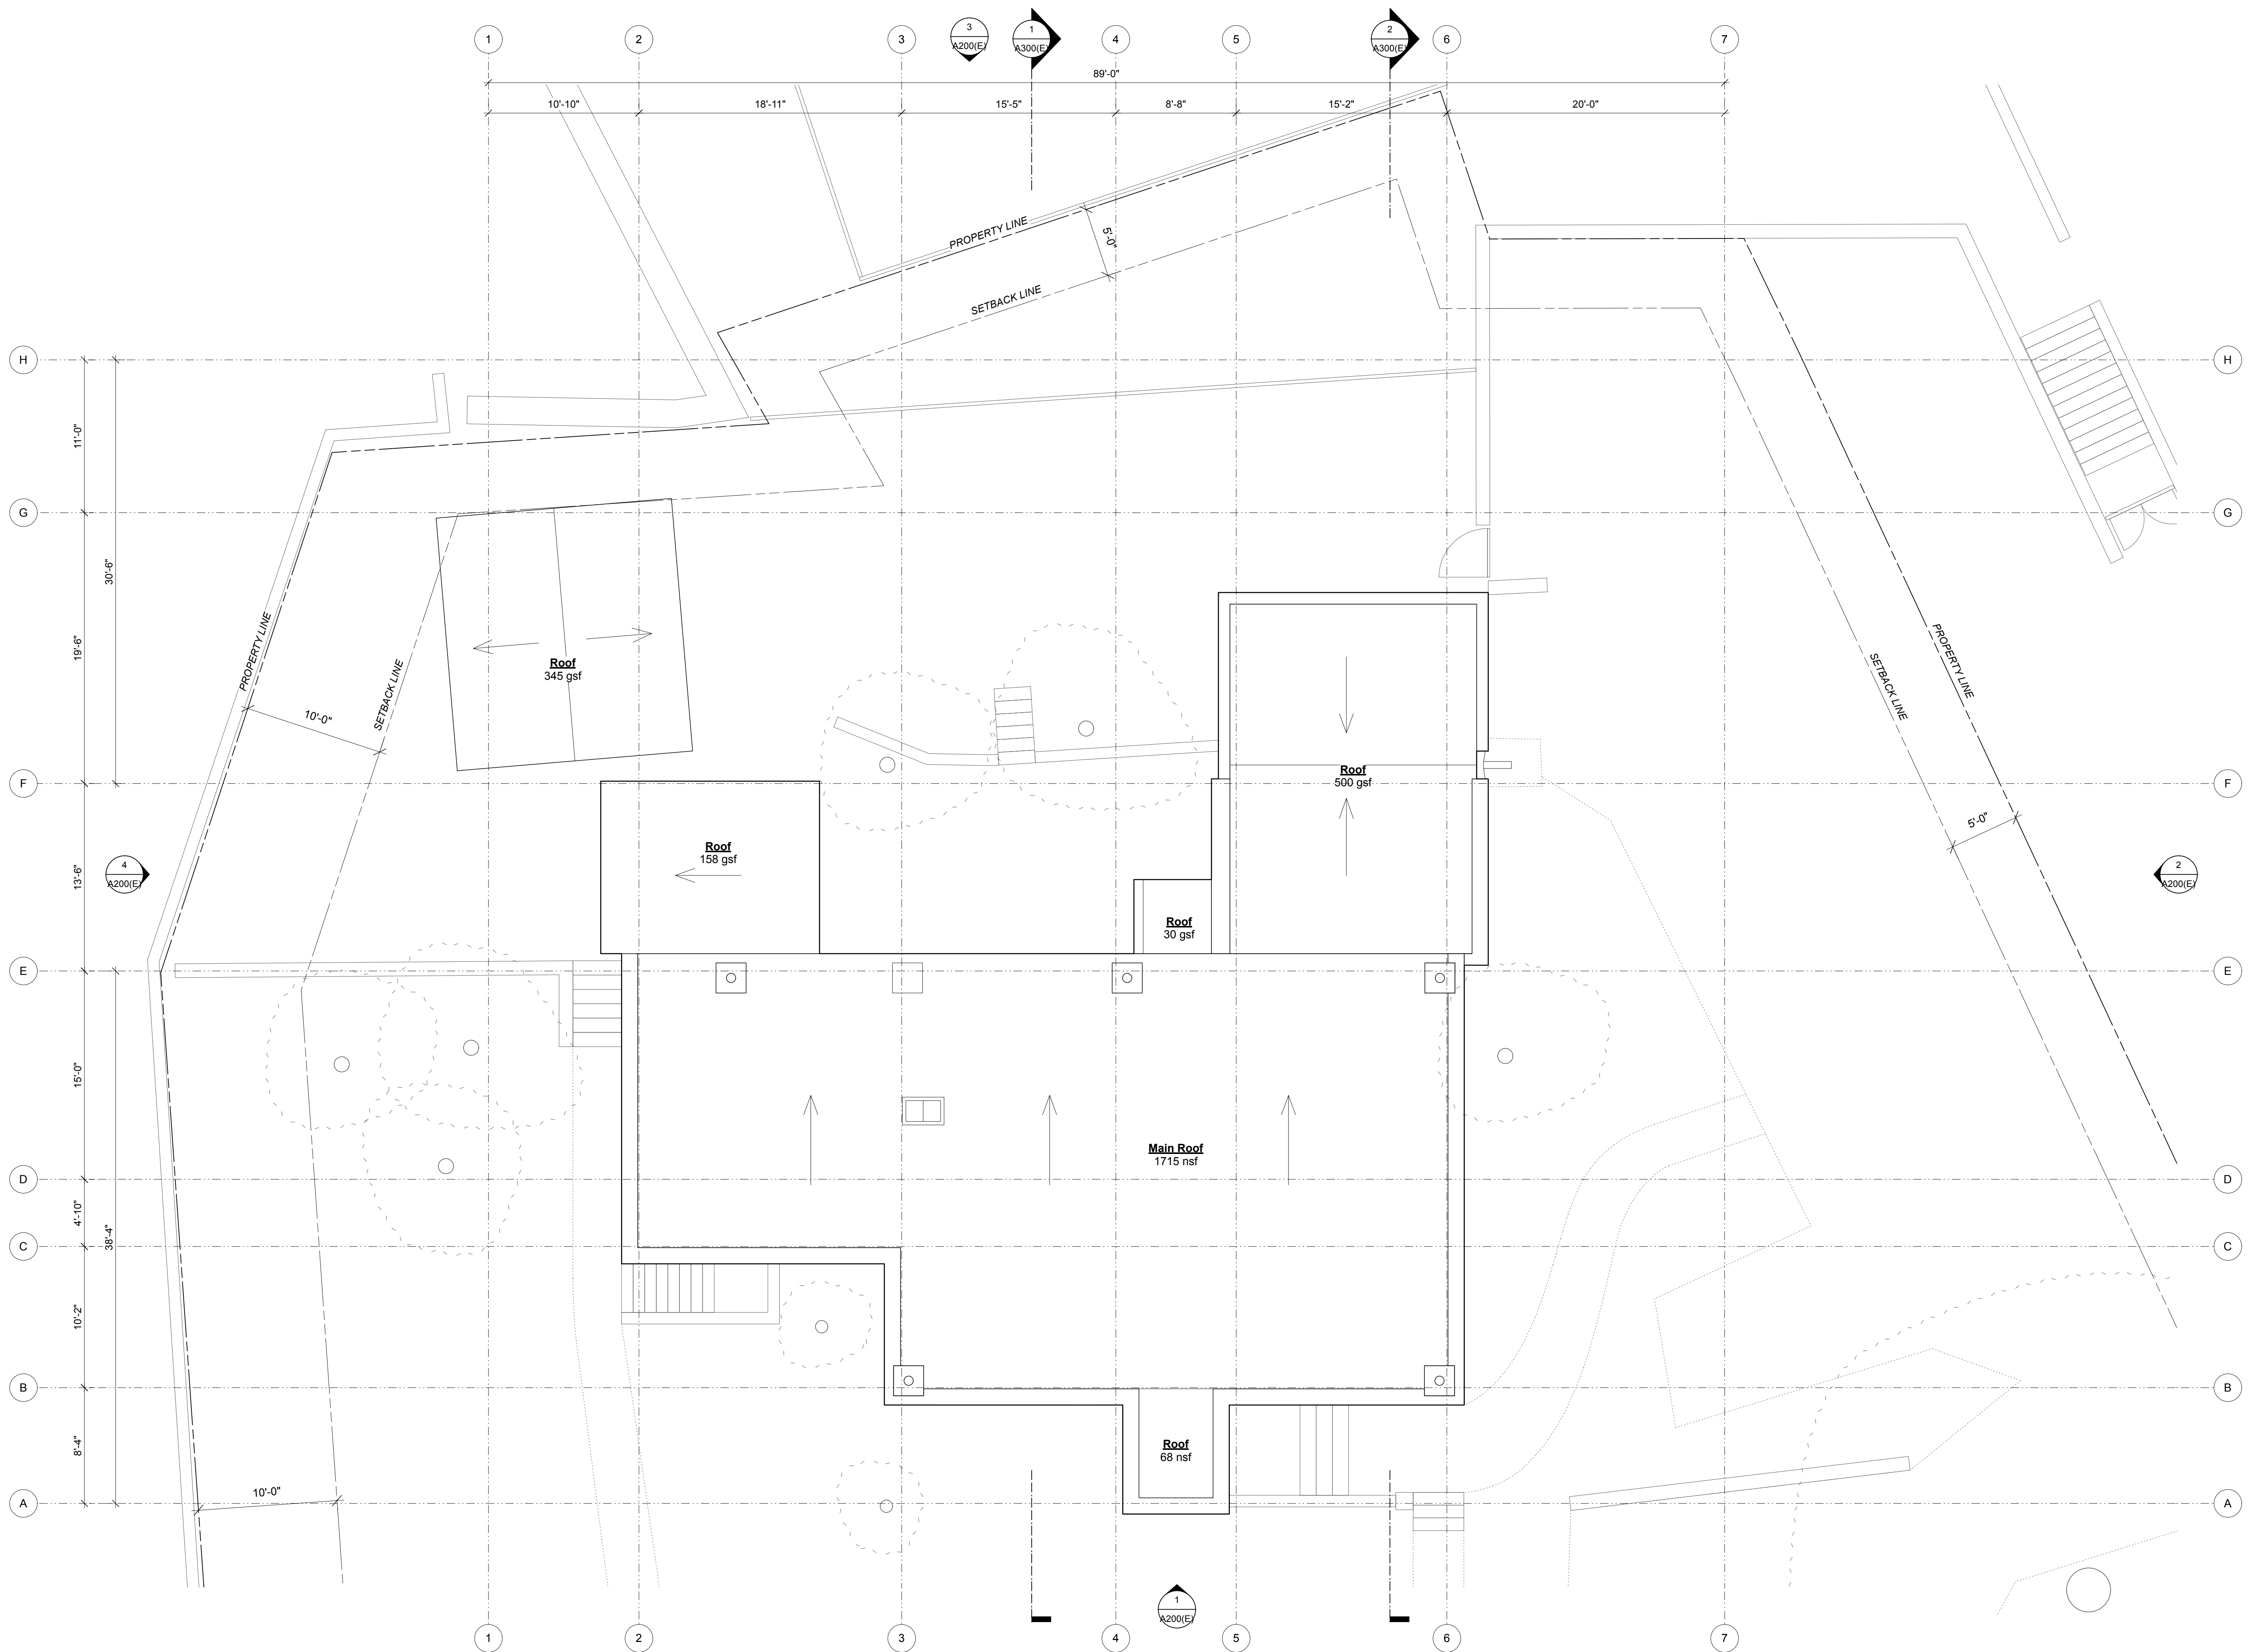 1
2
3
3
A200(E)
1
A300(E)
4
5
2
A300(E)
6
7
89'-0"
10'-10"
18'-11"
15'-5"
8'-8"
15'-2"
20'-0"
PROPERTY LINE
5'-0"
SETBACK LINE
H
H
11'-0"
G
G
30'-6"
19'-6"
PROPERTY LINE
SETBACK LINE
10'-0"
Roof
345 gsf
PROPERTY LINE
SETBACK LINE
5'-0"
F
F
Roof
500 gsf
Roof
158 gsf
13'-6"
4
A200(E)
2
A200(E)
Roof
30 gsf
E
E
15'-0"
Main Roof
1715 nsf
D
D
4'-10"
38'-4"
C
C
10'-2"
B
B
8'-4"
Roof
68 nsf
10'-0"
A
A
1
A200(E)
1
2
3
4
5
6
7